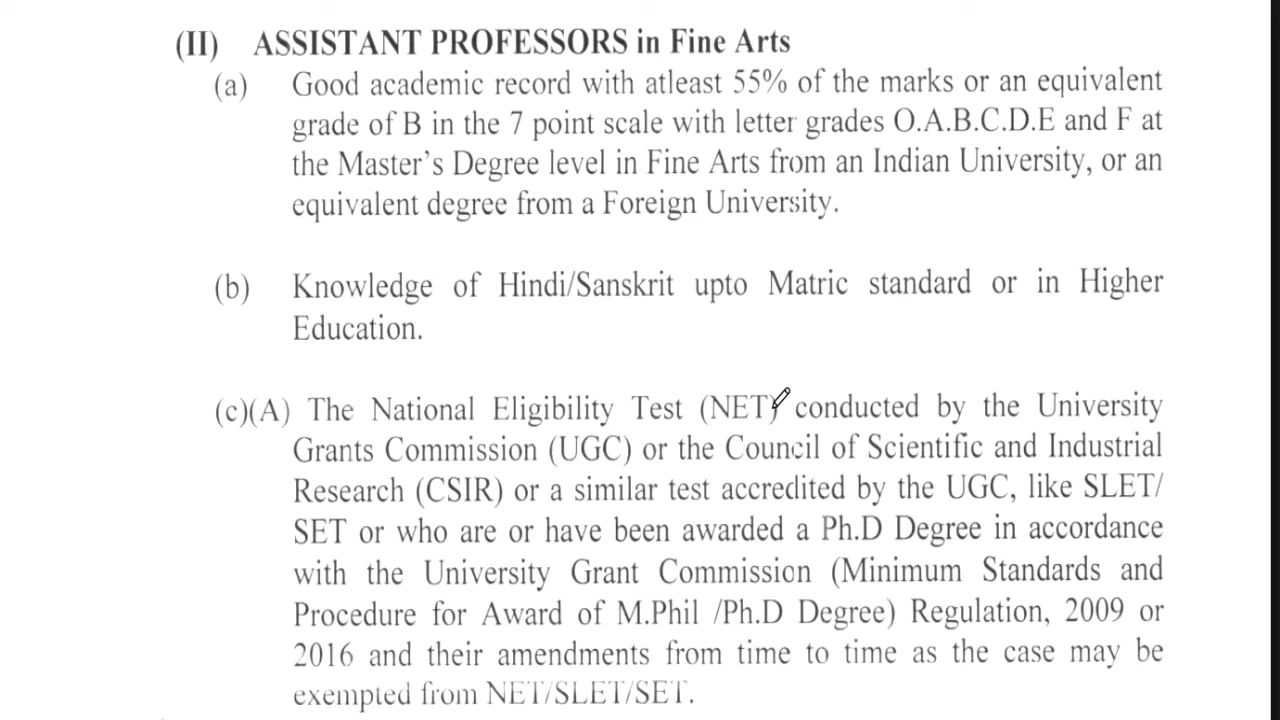 (II) ASSISTANT PROFESSORS in Fine Arts
(a) Good academic record with atleast 55% of the marks or an equivalent
grade of B in the 7 point scale with letter grades O.A.B.C.D.E and F at
the Master's Degree level in Fine Arts from an Indian University, or an
equivalent degree from a Foreign University.
(b) Knowledge of Hindi/Sanskrit upto Matric standard or in Higher
Education.
(c)(A) The National Eligibility Test (NET) conducted by the University
Grants Commission (UGC) or the Council of Scientific and Industrial
Research (CSIR) or a similar test accredited by the UGC, like SLET/
SET or who are or have been awarded a Ph.D Degree in accordance
with the University Grant Commission (Minimum Standards and
Procedure for Award of M.Phil /Ph.D Degree) Regulation, 2009 or
2016 and their amendments from time to time as the case may be
exempted from NET/SLET/SET.